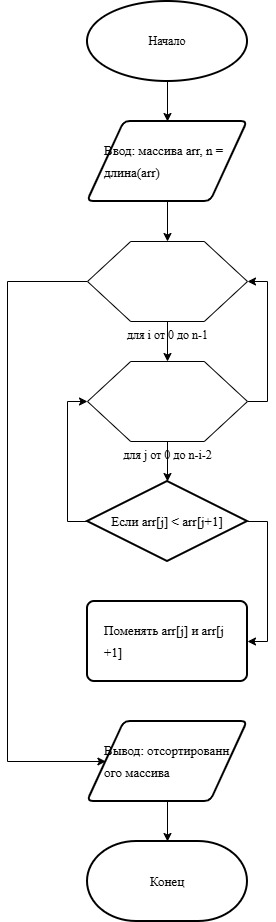 Начало
Ввод: массива arr, n =
длина(arr)
для i от 0 до n-1
для j от 0 до n-i-2
Если arr[j] < arr[j+1]
Поменять arr[j] и arr[j
+1]
Вывод: отсортированн
ого массива
Конец